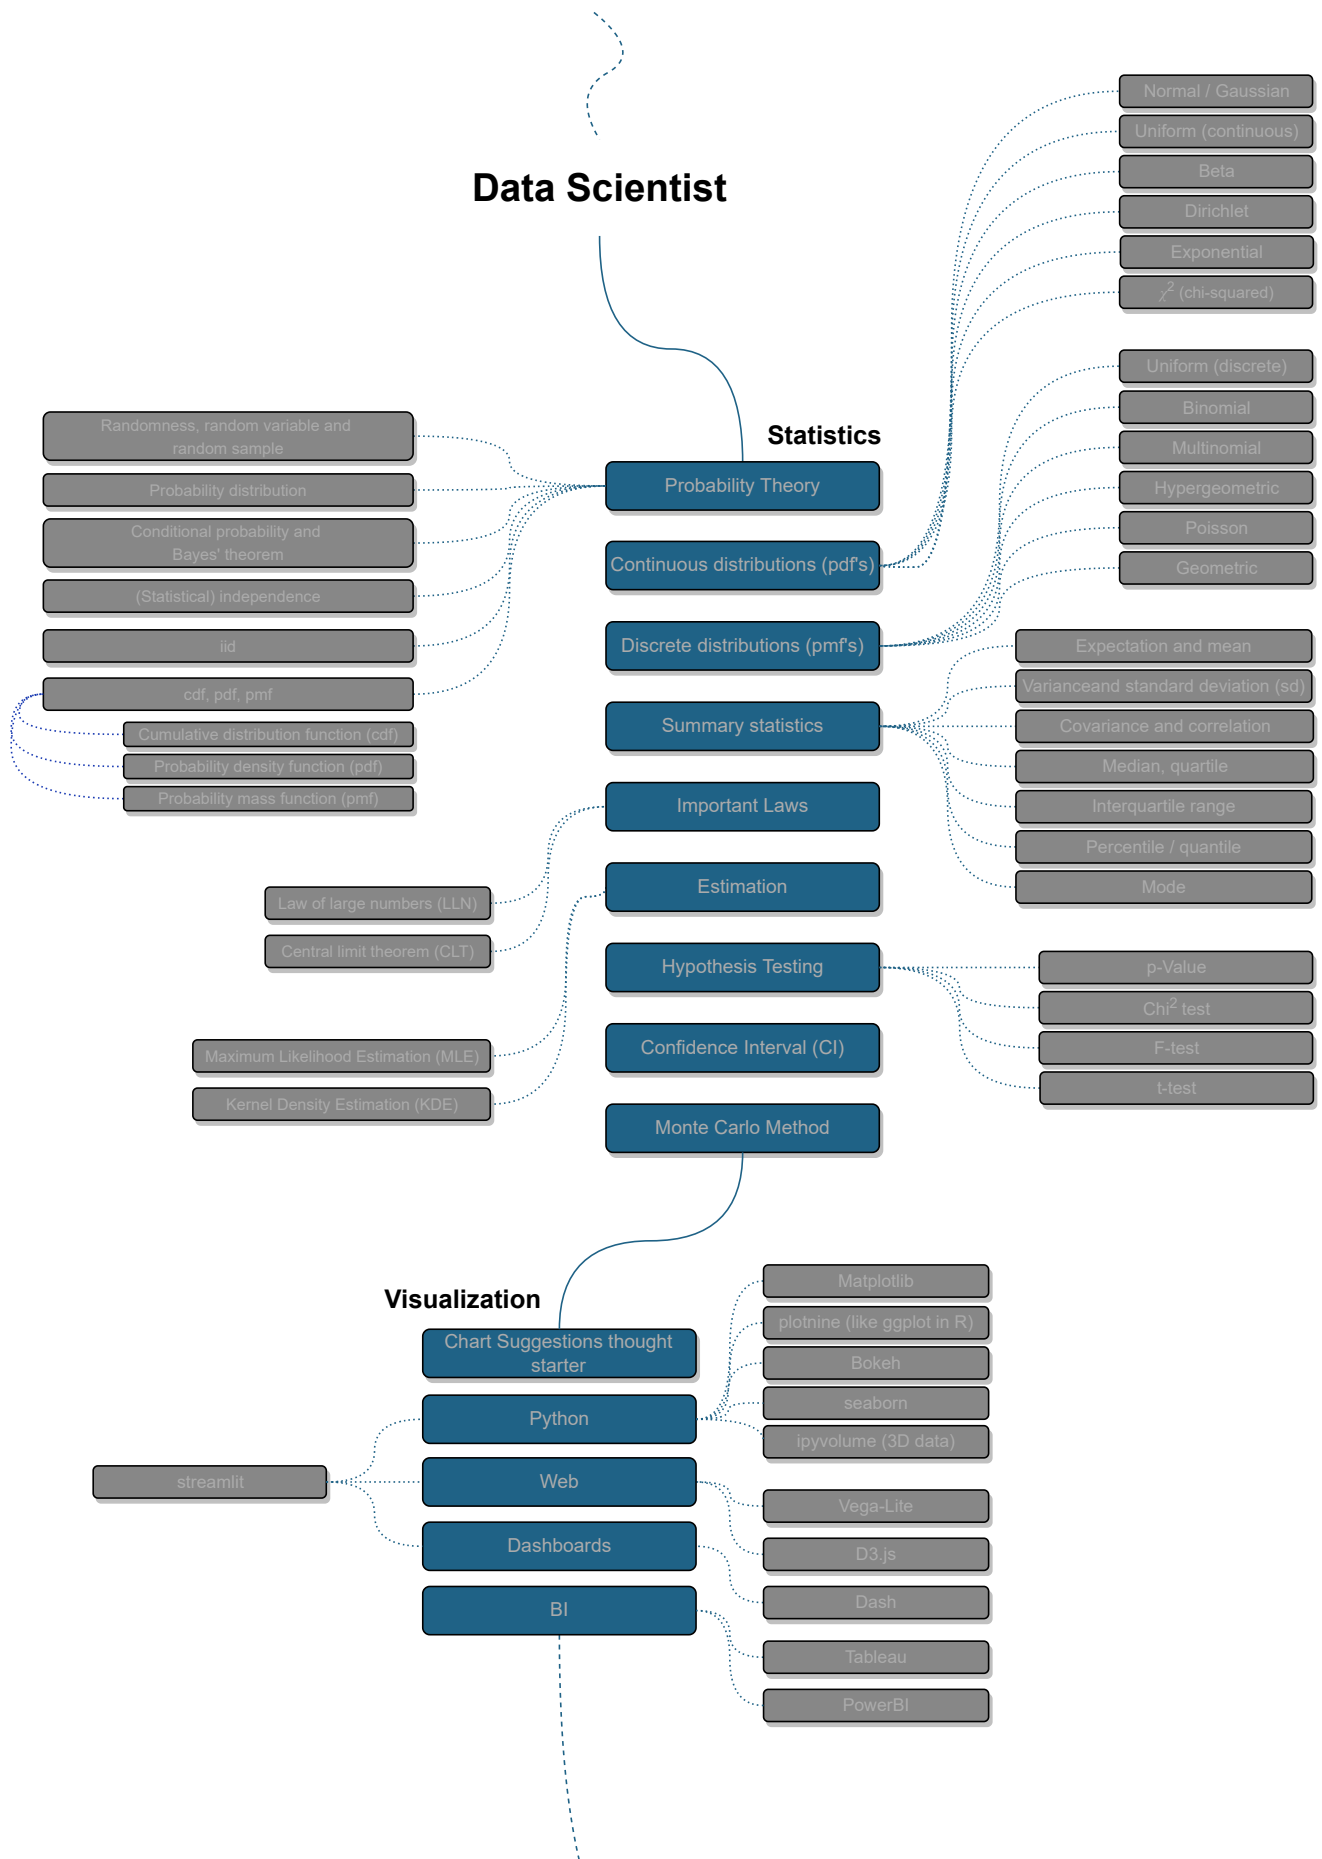 Data Scientist
Normal / Gaussian
Uniform (continuous)
Beta
Dirichlet
Exponential
χ² (chi-squared)
Uniform (discrete)
Binomial
Multinomial
Hypergeometric
Poisson
Geometric
Statistics
Probability Theory
Continuous distributions (pdf's)
Discrete distributions (pmf's)
Summary statistics
Important Laws
Estimation
Hypothesis Testing
Confidence Interval (CI)
Monte Carlo Method
Randomness, random variable and
random sample
Probability distribution
Conditional probability and
Bayes' theorem
(Statistical) independence
iid
cdf, pdf, pmf
Cumulative distribution function (cdf)
Probability density function (pdf)
Probability mass function (pmf)
Expectation and mean
Varianceand standard deviation (sd)
Covariance and correlation
Median, quartile
Interquartile range
Percentile / quantile
Mode
Law of large numbers (LLN)
Central limit theorem (CLT)
Maximum Likelihood Estimation (MLE)
Kernel Density Estimation (KDE)
p-Value
Chi² test
F-test
t-test
Visualization
Chart Suggestions thought
starter
Python
Web
Dashboards
BI
streamlit
Matplotlib
plotnine (like ggplot in R)
Bokeh
seaborn
ipyvolume (3D data)
Vega-Lite
D3.js
Dash
Tableau
PowerBI